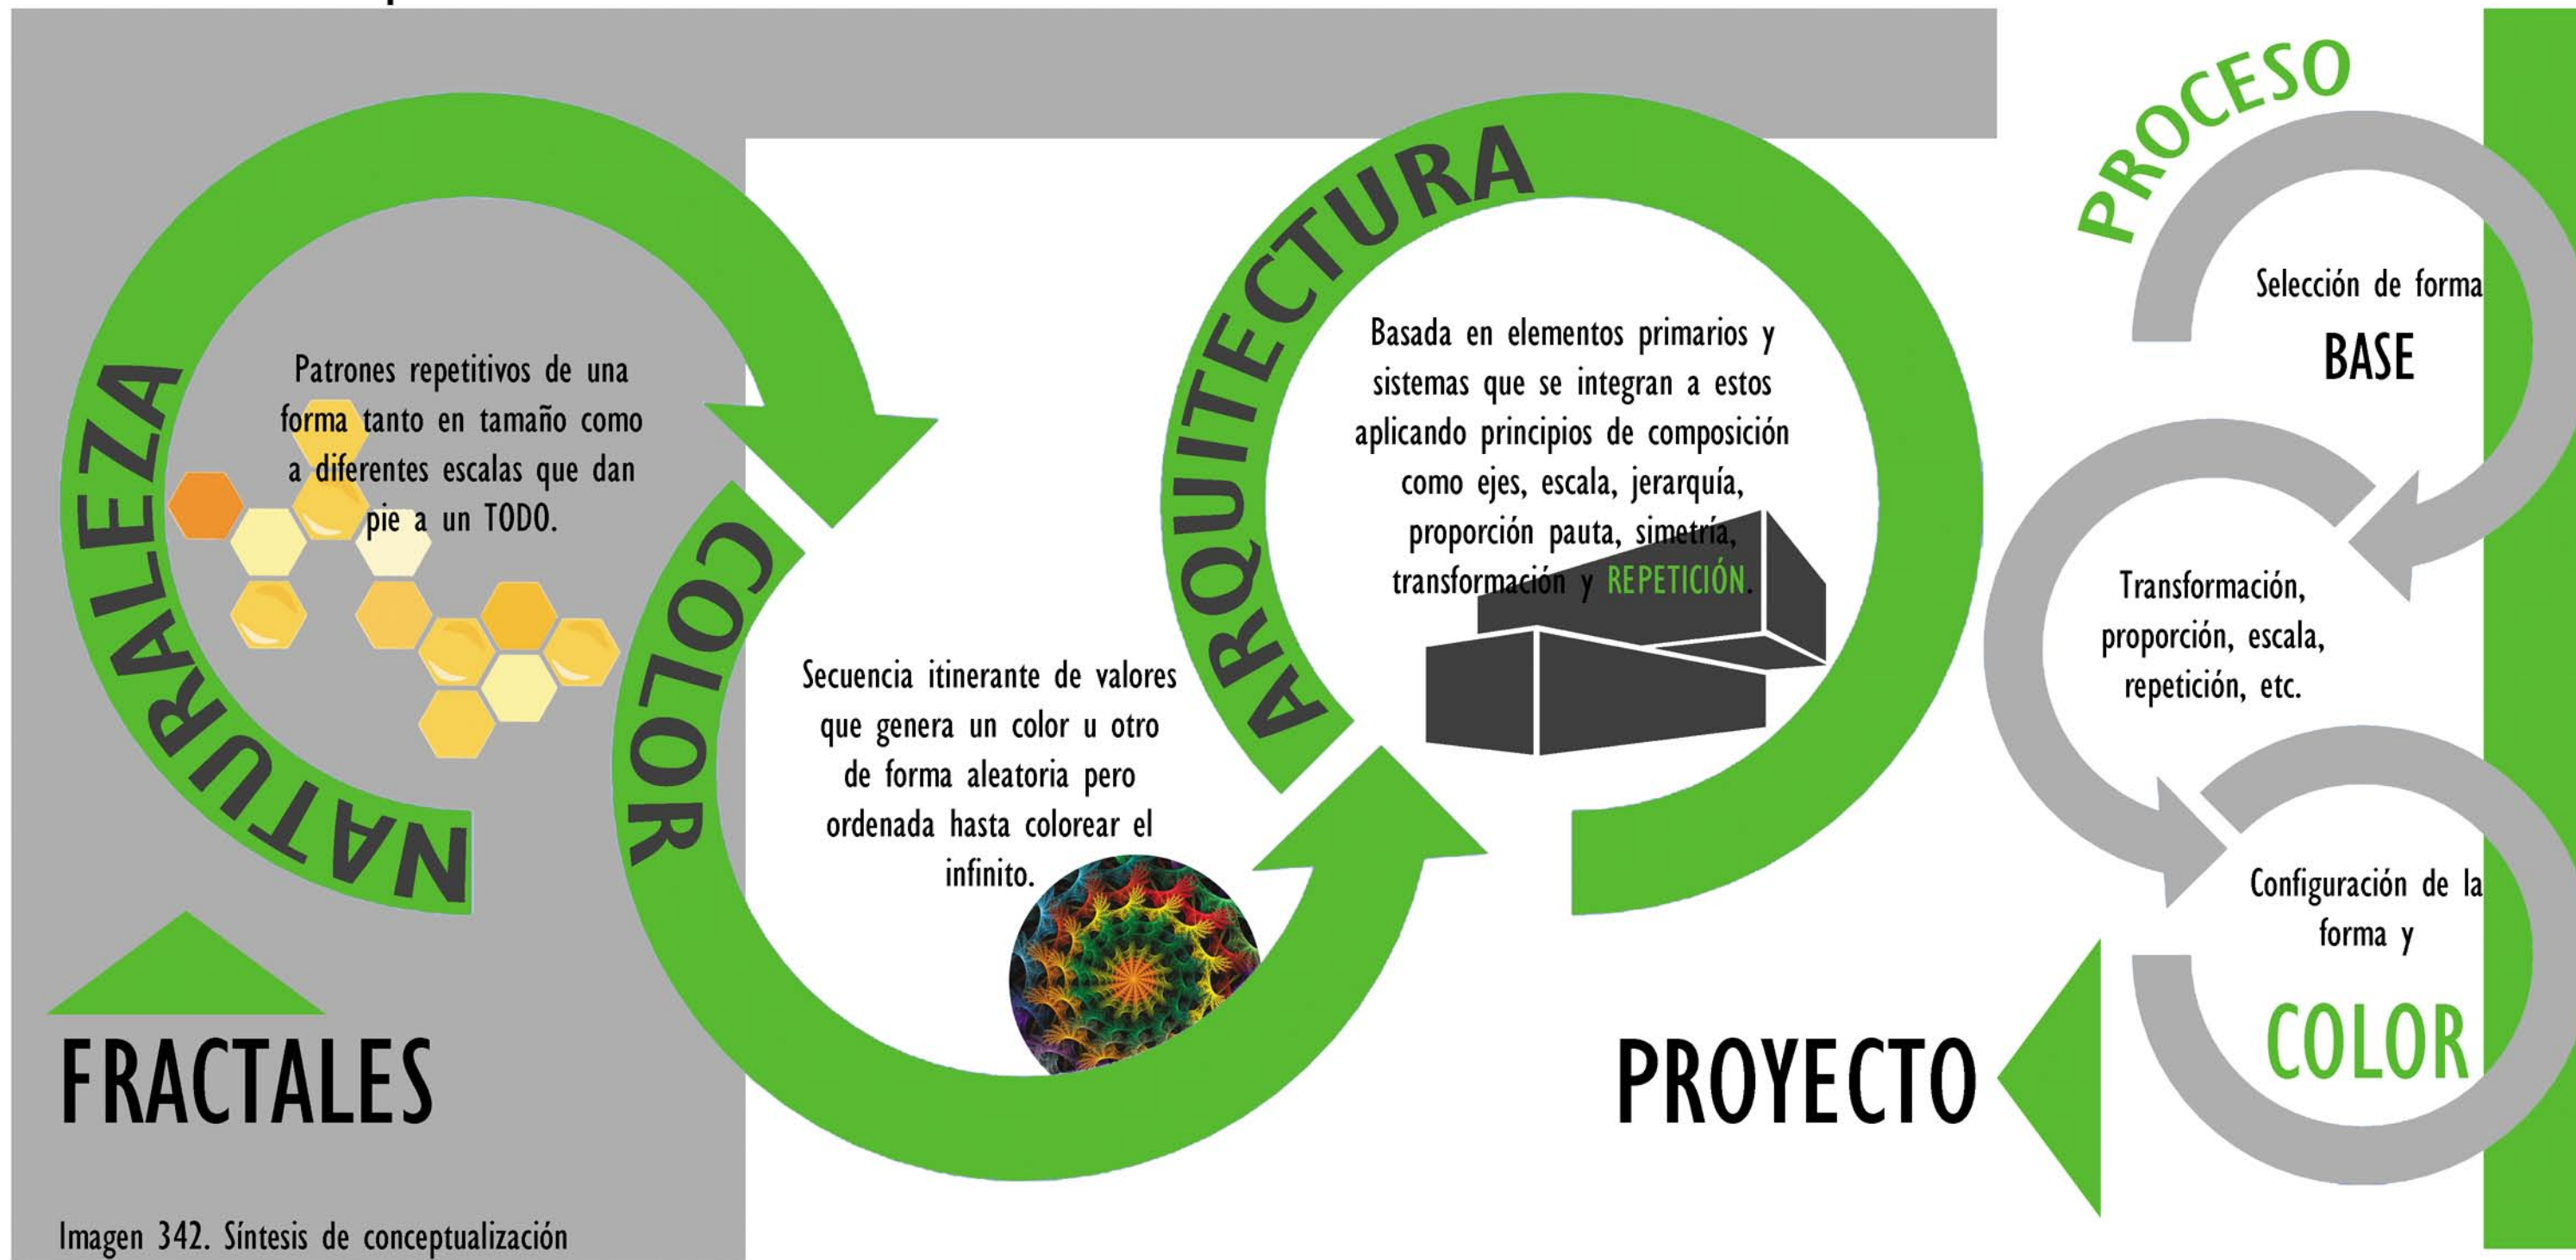 NATURALEZA
Patrones repetitivos de una
forma tanto en tamaño como
a diferentes escalas que dan
pie a un TODO.
FRACTALES
Imagen 342. Síntesis de conceptualización
COLOR
Secuencia itinerante de valores
que genera un color u otro
de forma aleatoria pero
ordenada hasta colorear el
infinito.
ARQUITECTURA
Basada en elementos primarios y
sistemas que se integran a estos
aplicando principios de composición
como ejes, escala, jerarquía,
proporción pauta, simetría,
transformación y REPETICIÓN.
PROYECTO
PROCESO
Selección de forma
BASE
Transformación,
proporción, escala,
repetición, etc.
Configuración de la
forma y
COLOR